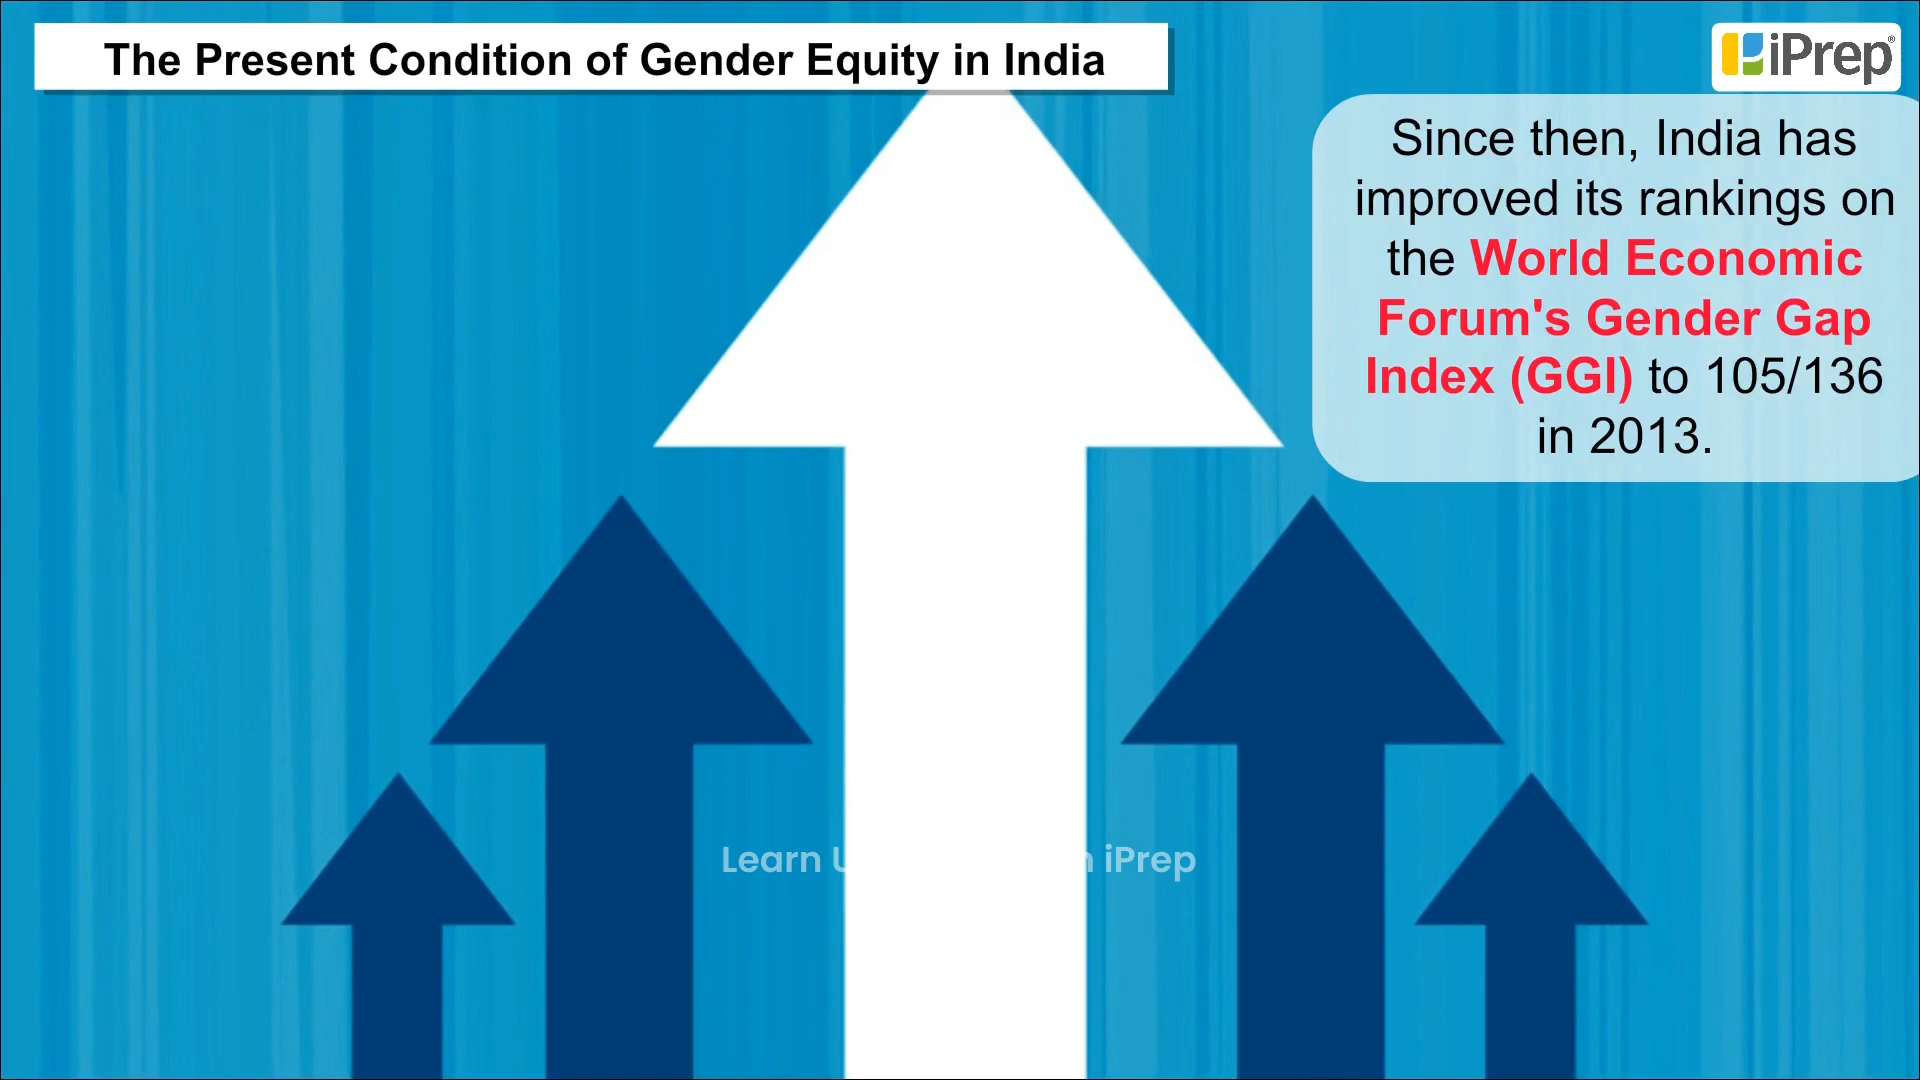 The Present Condition of Gender Equity in India
iPrep®
Since then, India has
improved its rankings on
the World Economic
Forum's Gender Gap
Index (GGI) to 105/136
in 2013.
Learn iPrep